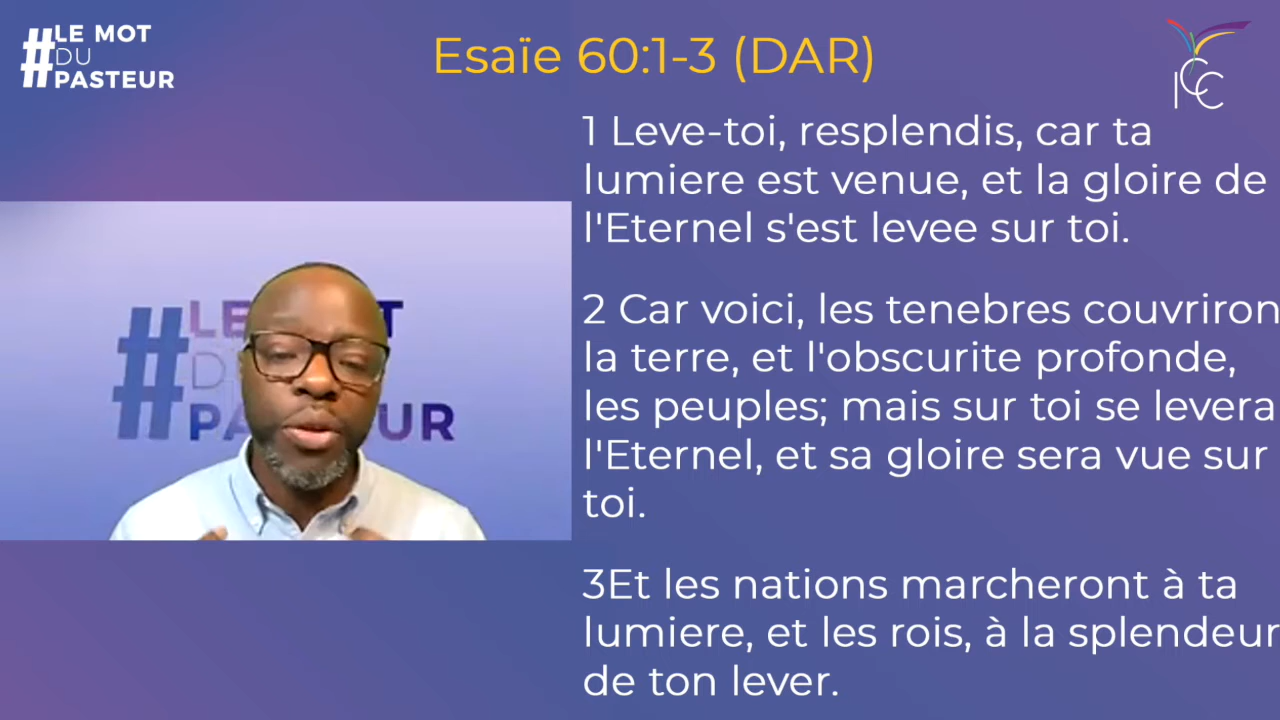 #LE MOT
DU
PASTEUR
Esaïe 60:1-3 (DAR)
ICC
1 Leve-toi, resplendis, car ta
lumiere est venue, et la gloire de
l'Eternel s'est levee sur toi.
2 Car voici, les tenebres couvriron
la terre, et l'obscurite profonde,
les peuples; mais sur toi se levera
l'Eternel, et sa gloire sera vue sur
toi.
3Et les nations marcheront à ta
lumiere, et les rois, à la splendeur
de ton lever.
#LE T
D
PA UR